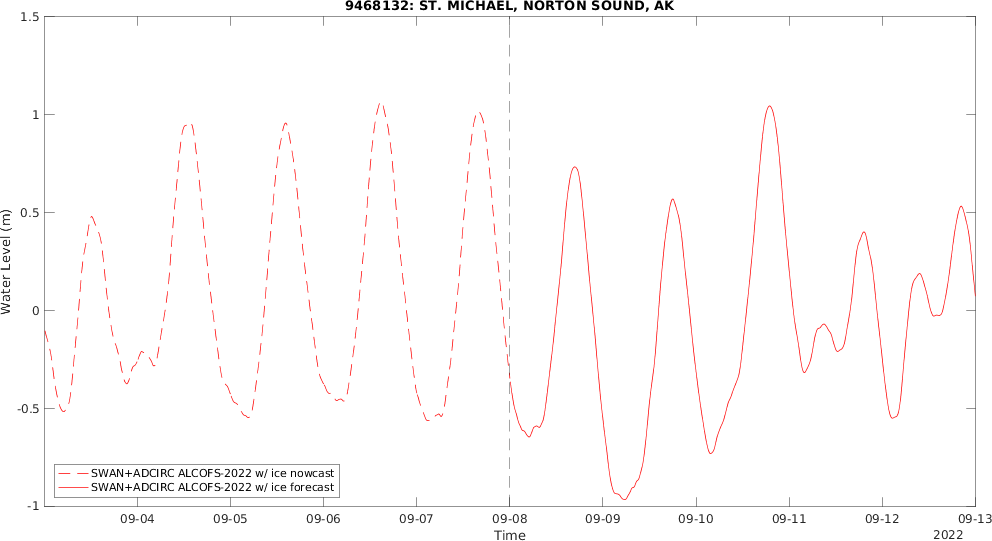 9468132: ST. MICHAEL, NORTON SOUND, AK
1.5
1
0.5
0
-0.5
-1
Water Level (m)
SWAN+ADCIRC ALCOFS-2022 w/ ice nowcast
SWAN+ADCIRC ALCOFS-2022 w/ ice forecast
09-04 09-05 09-06 09-07 09-08 09-09 09-10 09-11 09-12 09-13
Time
2022